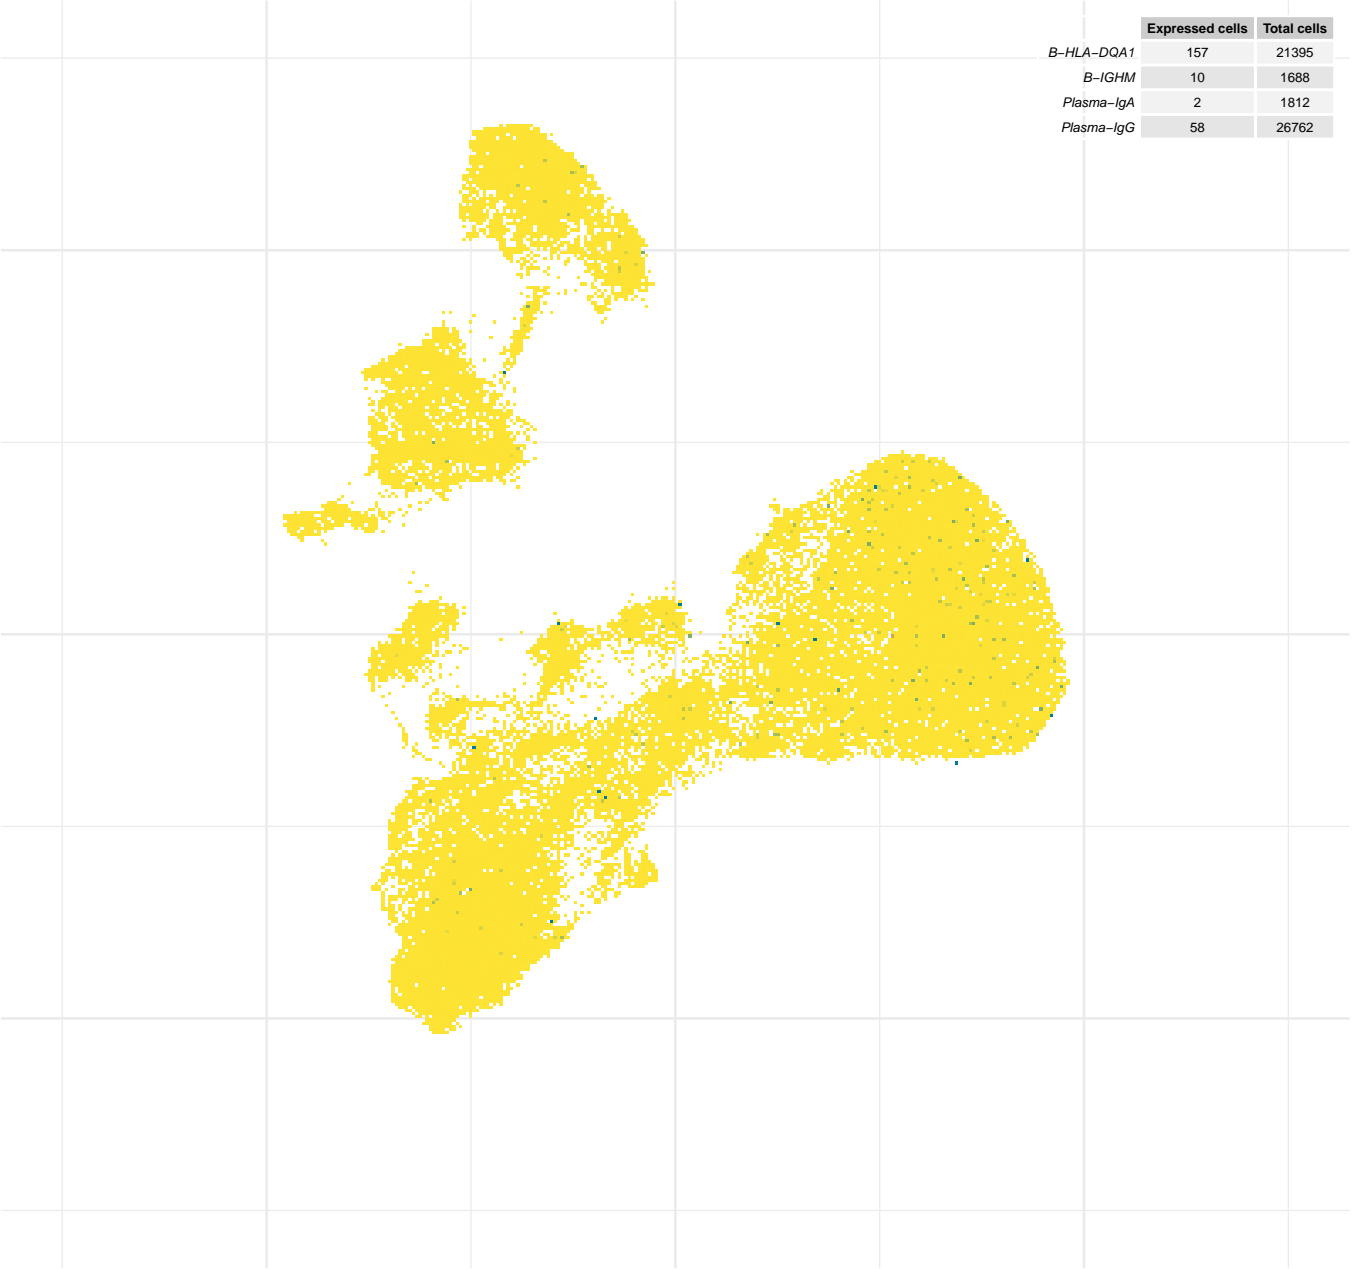 Expressed cells Total cells
B−HLA−DQA1 157 21395
B−IGHM 10 1688
Plasma−IgA 2 1812
Plasma−IgG 58 26762